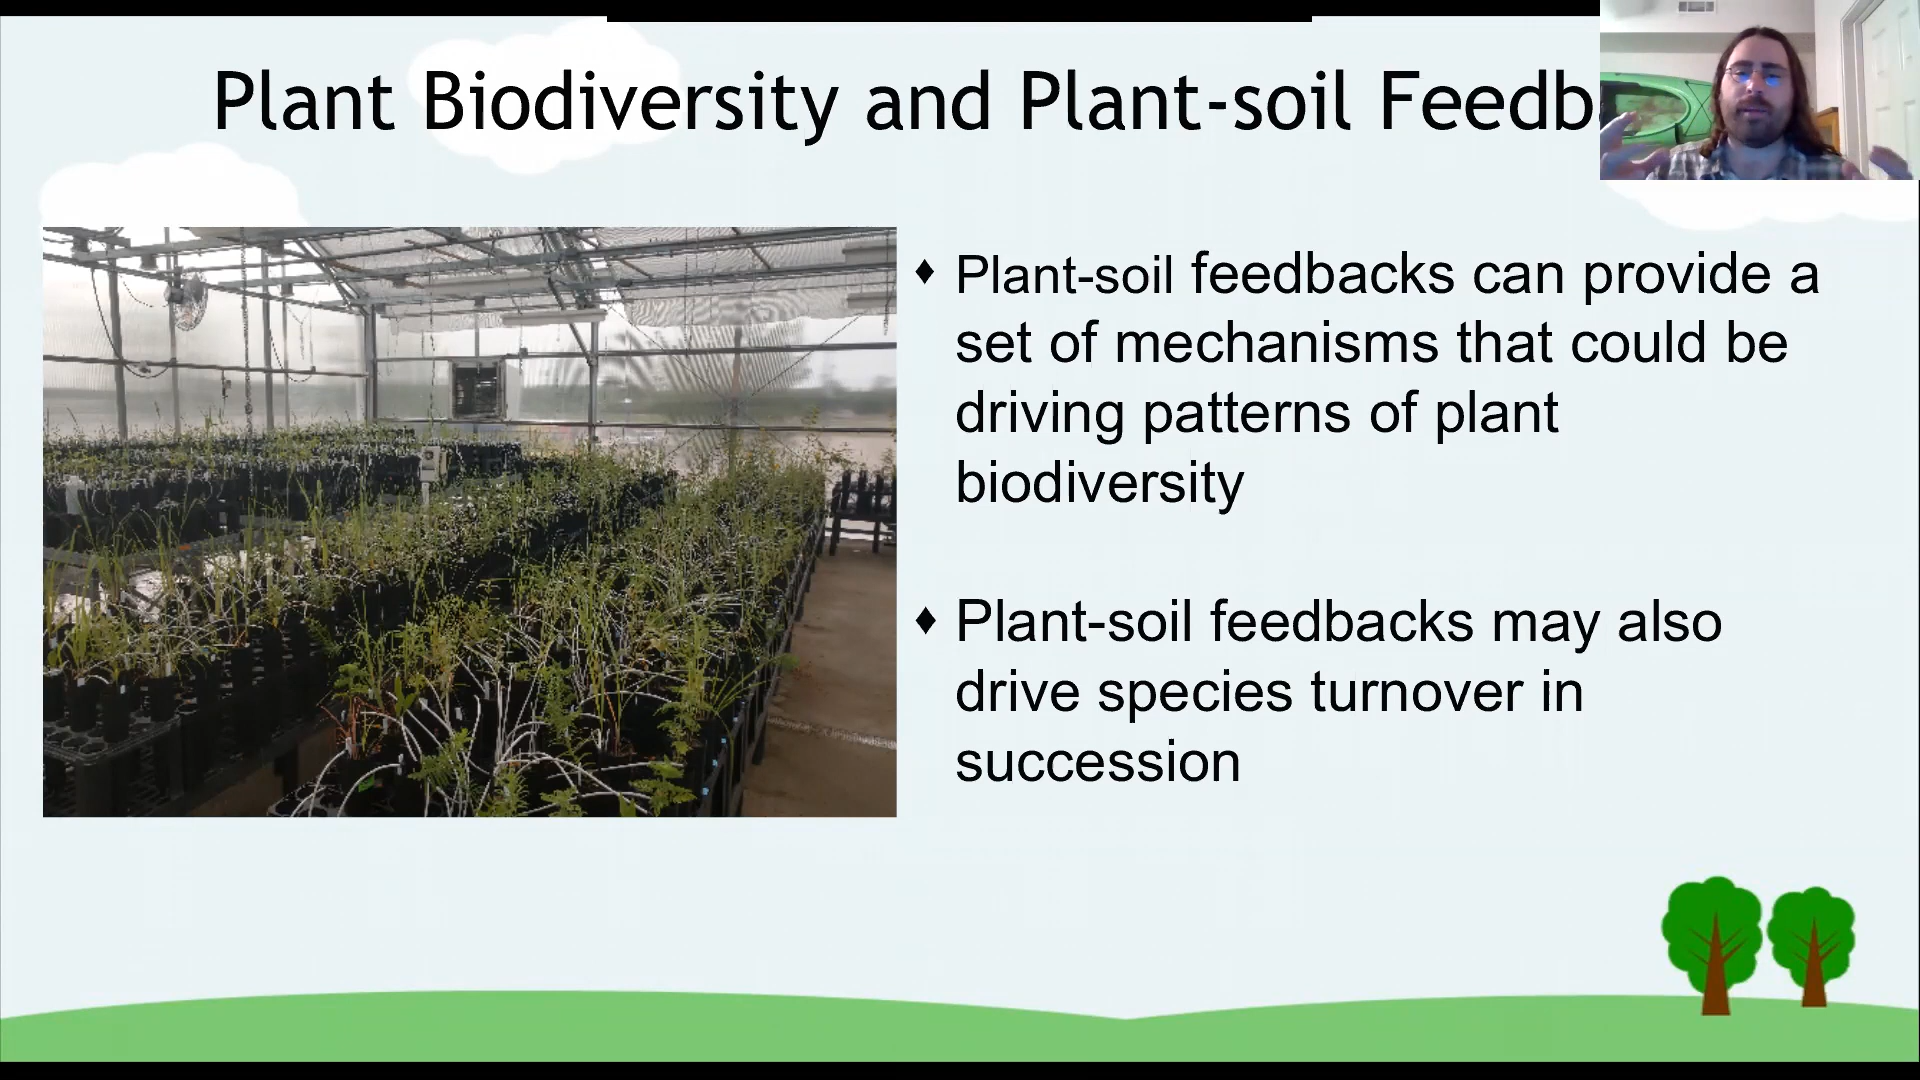 Plant Biodiversity and Plant-soil
Plant-soil feedbacks can provide a
set of mechanisms that could be
driving patterns of plant
biodiversity
Plant-soil feedbacks may also
drive species turnover in
succession